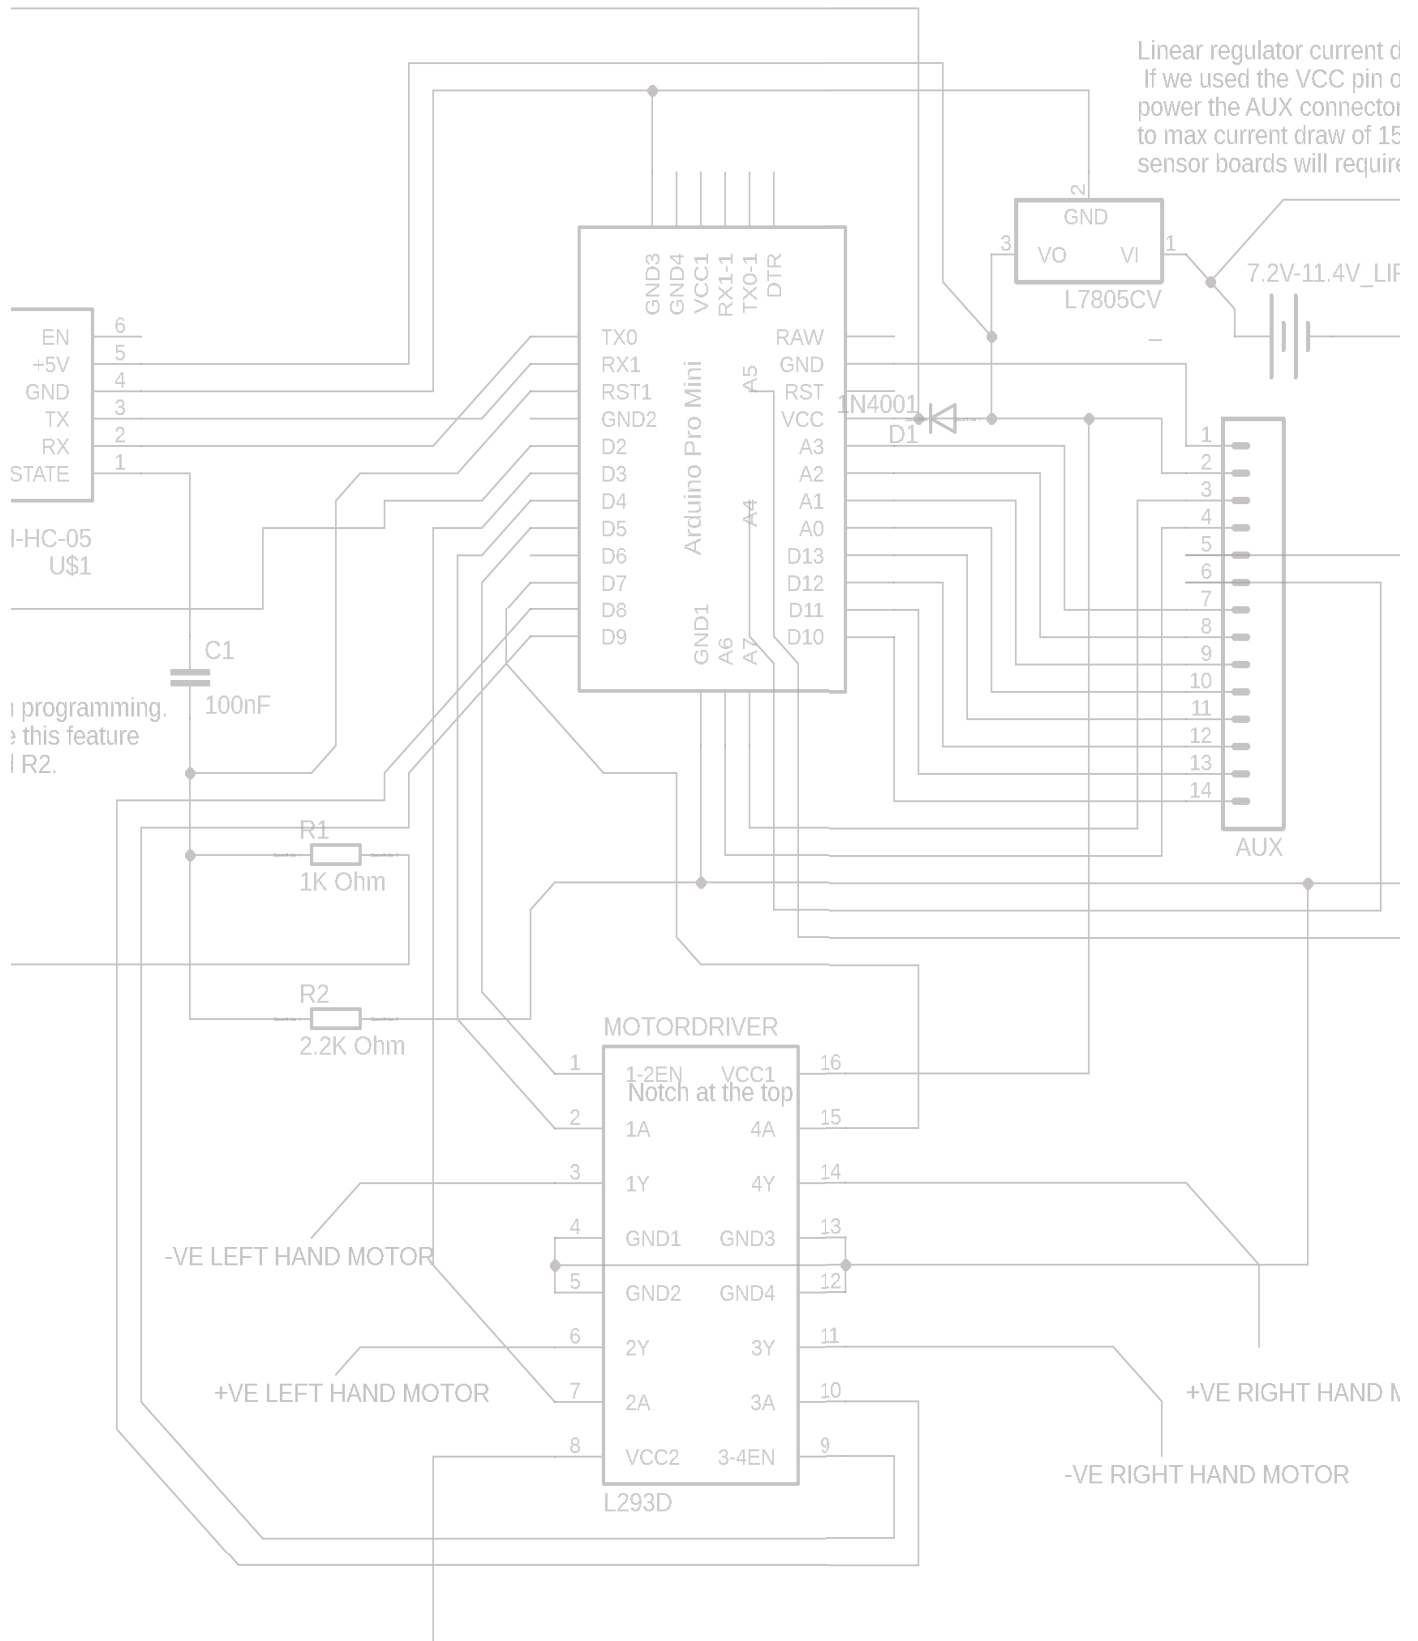 Linear regulator current d
If we used the VCC pin o
power the AUX connector
to max current draw of 15
sensor boards will require
2
GND
3
VO
VI
1
L7805CV
7.2V-11.4V_LIP
–
GND3
GND4
VCC1
RX1-1
TX0-1
DTR
TX0
RX1
RST1
GND2
D2
D3
D4
D5
D6
D7
D8
D9
Arduino Pro Mini
A5
A4
GND1
A6
A7
RAW
GND
RST
VCC
A3
A2
A1
A0
D13
D12
D11
D10
1N4001
D1
EN
+5V
GND
TX
RX
STATE
6
5
4
3
2
1
-HC-05
U$1
C1
100nF
programming.
e this feature
R2.
R1
1K Ohm
R2
2.2K Ohm
1
2
3
4
5
6
7
8
9
10
11
12
13
14
AUX
MOTORDRIVER
1
2
3
4
5
6
7
8
1-2EN
VCC1
Notch at the top
1A
4A
1Y
4Y
GND1
GND3
GND2
GND4
2Y
3Y
2A
3A
VCC2
3-4EN
16
15
14
13
12
11
10
9
L293D
-VE LEFT HAND MOTOR
+VE LEFT HAND MOTOR
+VE RIGHT HAND M
-VE RIGHT HAND MOTOR